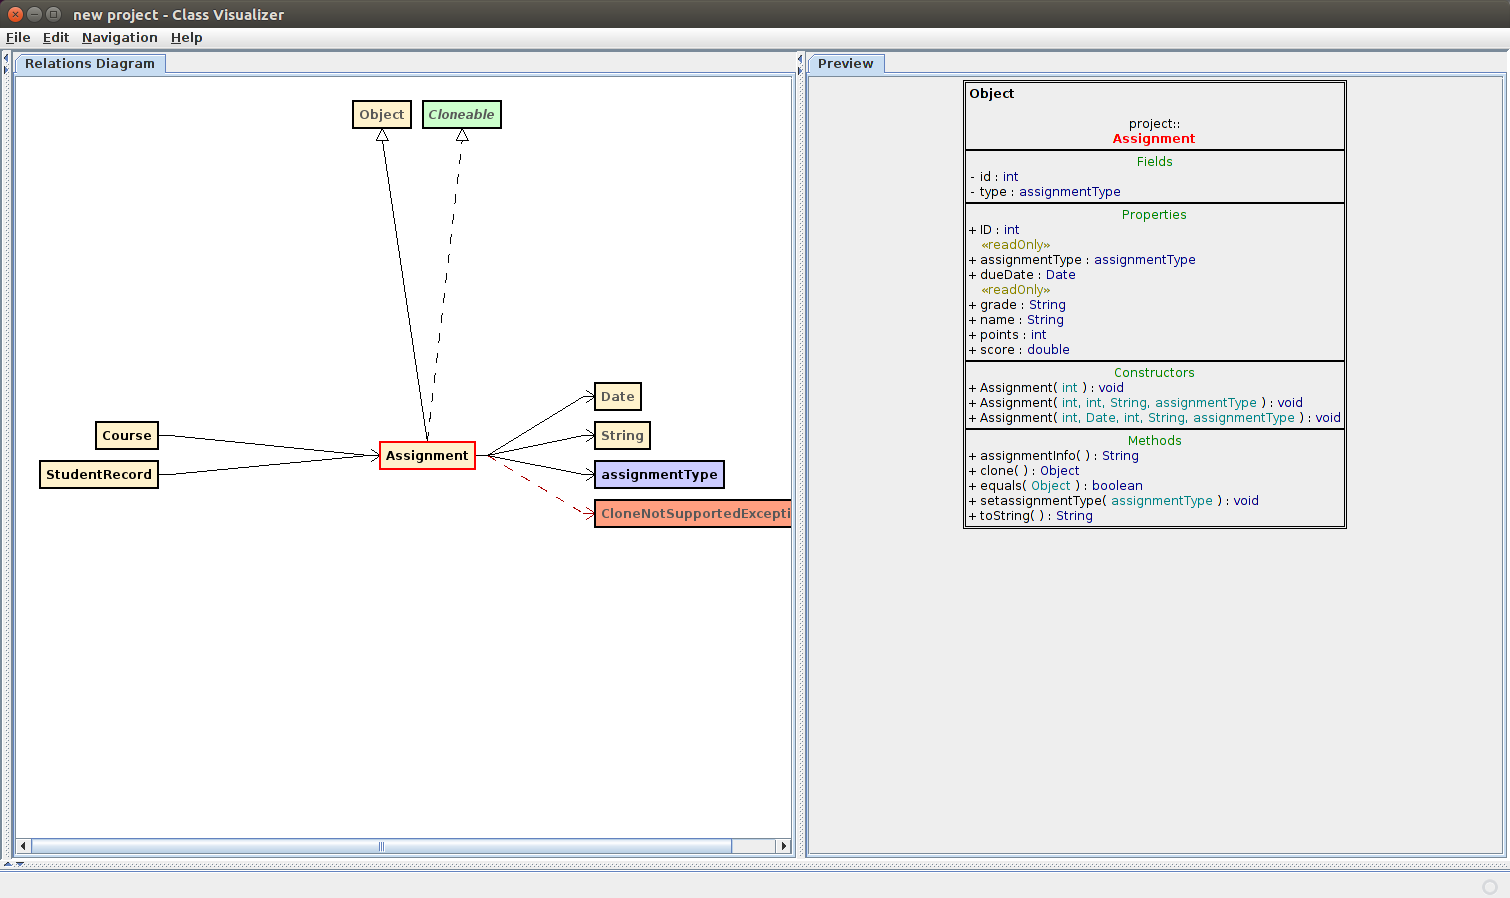 new project - Class Visualizer
File Edit Navigation Help
Relations Diagram
Object
Cloneable
Course
StudentRecord
Assignment
Date
String
assignmentType
CloneNotSupportedExcepti
Preview
Object
project::
Assignment
Fields
- id : int
- type : assignmentType
Properties
+ ID : int
«readOnly»
+ assignmentType : assignmentType
+ dueDate : Date
«readOnly»
+ grade : String
+ name : String
+ points : int
+ score : double
Constructors
+ Assignment( int ) : void
+ Assignment( int, int, String, assignmentType ) : void
+ Assignment( int, Date, int, String, assignmentType ) : void
Methods
+ assignmentInfo( ) : String
+ clone( ) : Object
+ equals( Object ) : boolean
+ setassignmentType( assignmentType ) : void
+ toString( ) : String